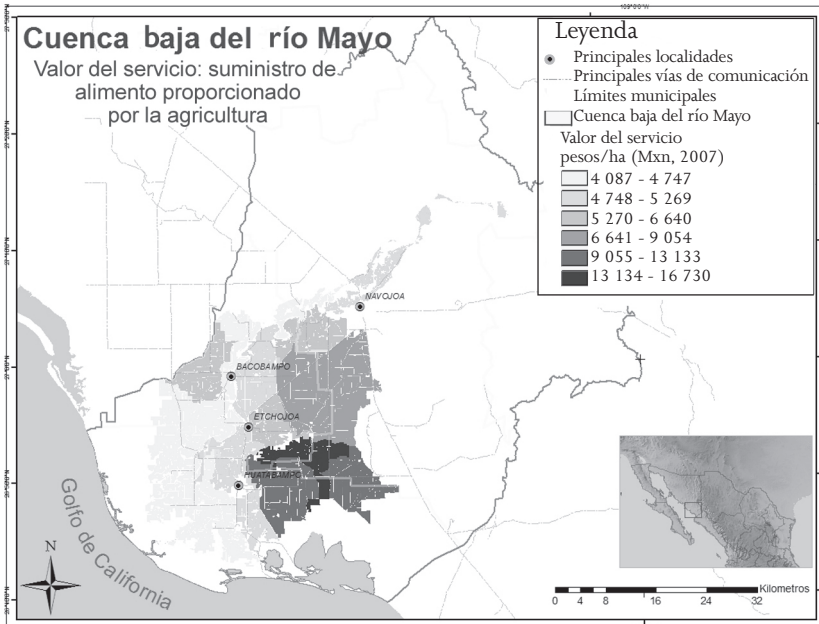 Cuenca baja del río Mayo
Valor del servicio: suministro de
alimento proporcionado
por la agricultura
Leyenda
Principales localidades
Principales vías de comunicación
Límites municipales
Cuenca baja del río Mayo
Valor del servicio
pesos/ha (Mxn, 2007)
4 087 - 4 747
4 748 - 5 269
5 270 - 6 640
6 641 - 9 054
9 055 - 13 133
13 134 - 16 730
NAVOJOA
BACOBAMPO
ETCHOJOA
HUATABAMPO
Golfo de California
N
Kilometros
0 4 8 16 24 32